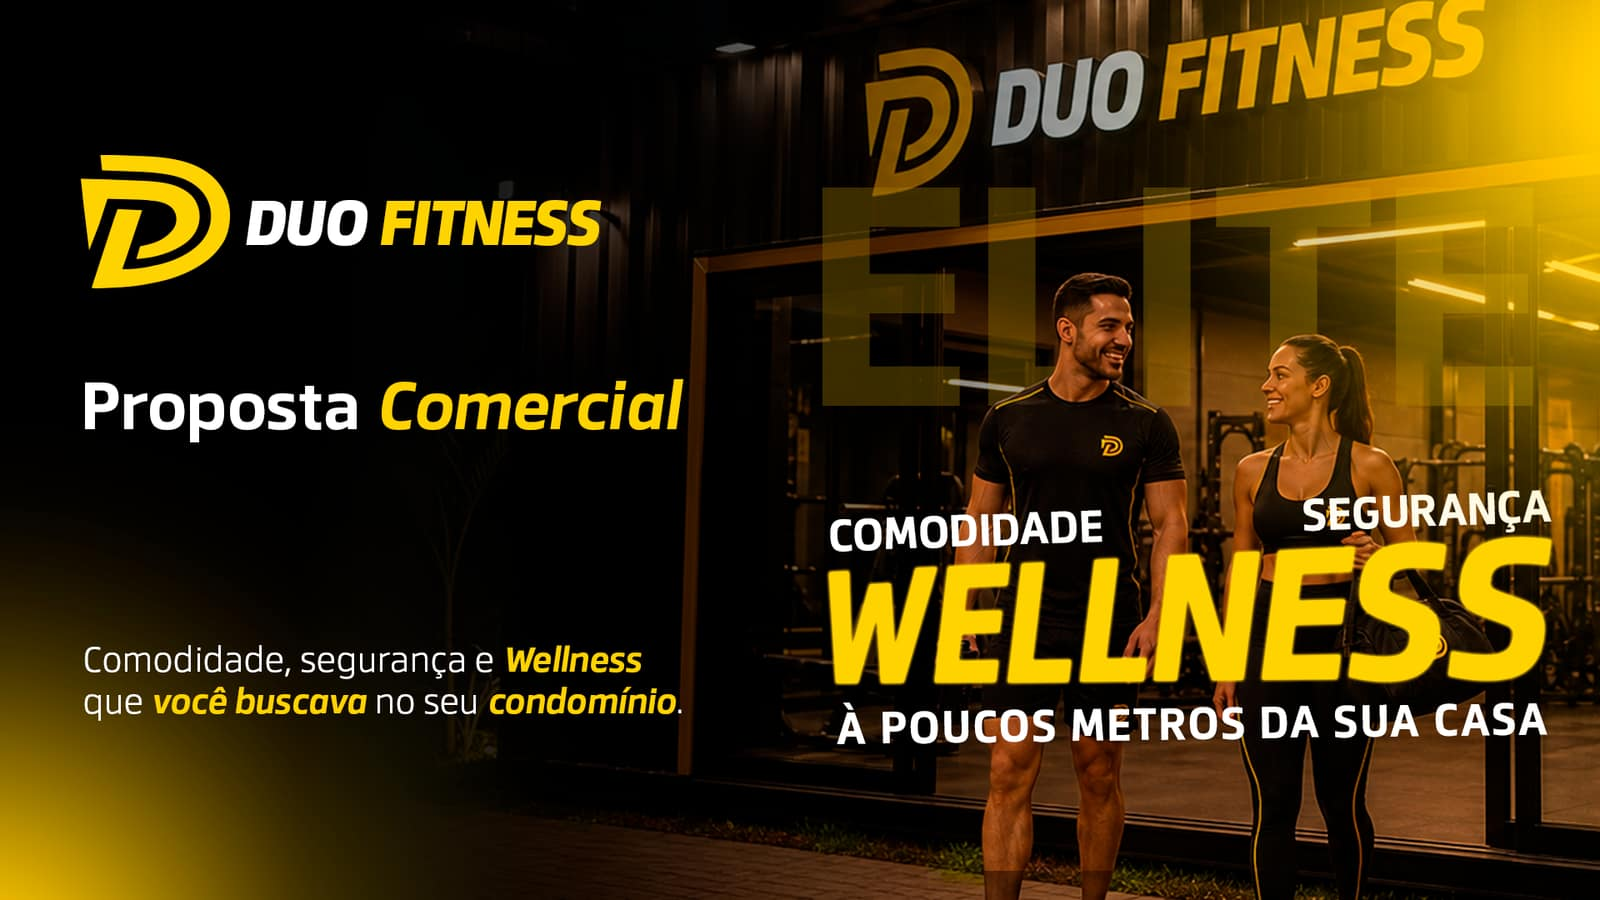 DUO FITNESS
Proposta Comercial
Comodidade, segurança e Wellness
que você buscava no seu condomínio.
DUO FITNESS
ELITE
COMODIDADE
SEGURANÇA
WELLNESS
À POUCOS METROS DA SUA CASA